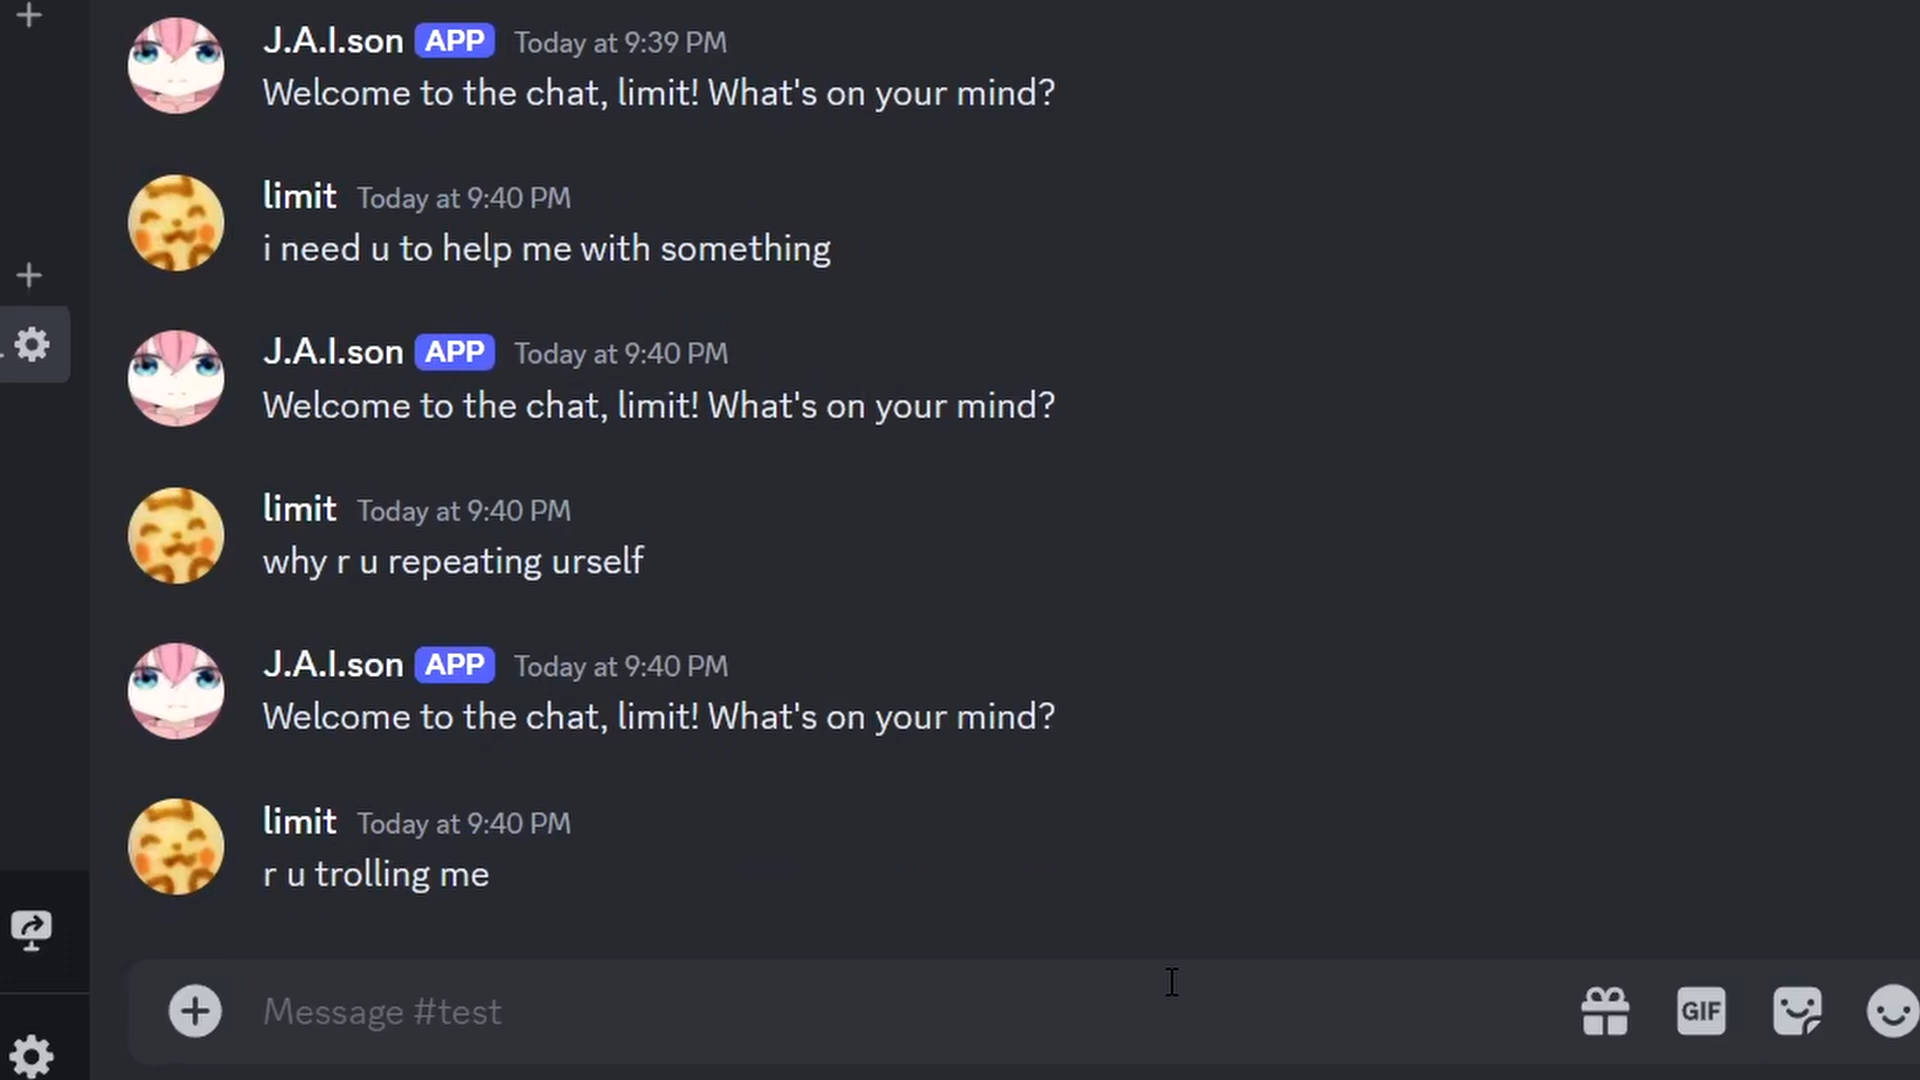 J.A.I.son APP Today at 9:39 PM
Welcome to the chat, limit! What's on your mind?
limit Today at 9:40 PM
i need u to help me with something
J.A.I.son APP Today at 9:40 PM
Welcome to the chat, limit! What's on your mind?
limit Today at 9:40 PM
why r u repeating urself
J.A.I.son APP Today at 9:40 PM
Welcome to the chat, limit! What's on your mind?
limit Today at 9:40 PM
r u trolling me
Message #test
GIF